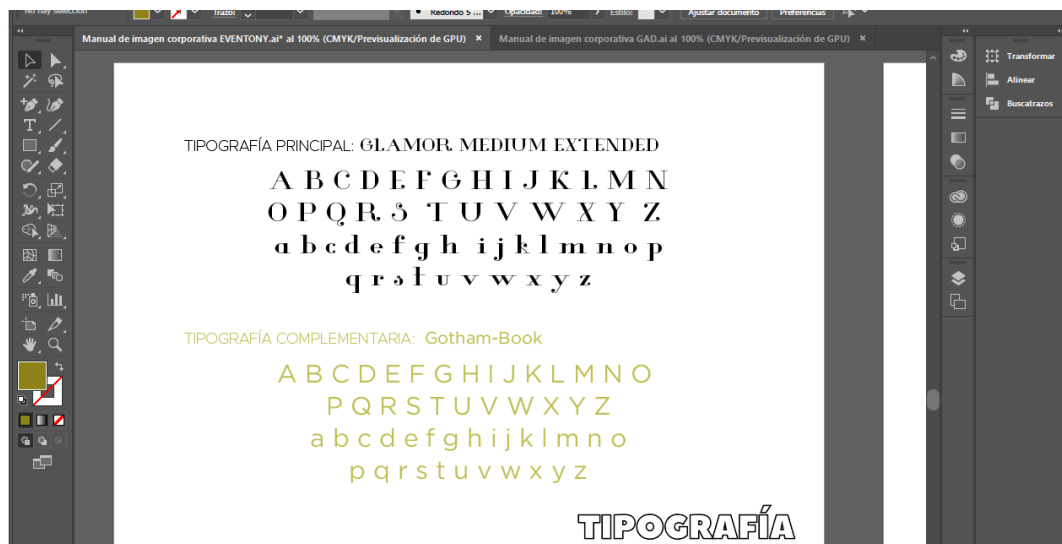 No hay selección Trazo: Redondo 5 ... Opacidad: 100% Estilo: Ajustar documento Preferencias
Manual de imagen corporativa EVENTONY.ai* al 100% (CMYK/Previsualización de GPU) × Manual de imagen corporativa GAD.ai al 100% (CMYK/Previsualización de GPU) ×
Transformar
Alinear
Buscatrazos
TIPOGRAFÍA PRINCIPAL: GLAMOR MEDIUM EXTENDED
A B C D E F G H I J K L M N
O P Q R S T U V W X Y Z
a b c d e f g h i j k l m n o p
q r s t u v w x y z
TIPOGRAFÍA COMPLEMENTARIA: Gotham-Book
A B C D E F G H I J K L M N O
P Q R S T U V W X Y Z
a b c d e f g h i j k l m n o
p q r s t u v w x y z
TIPOGRAFÍA